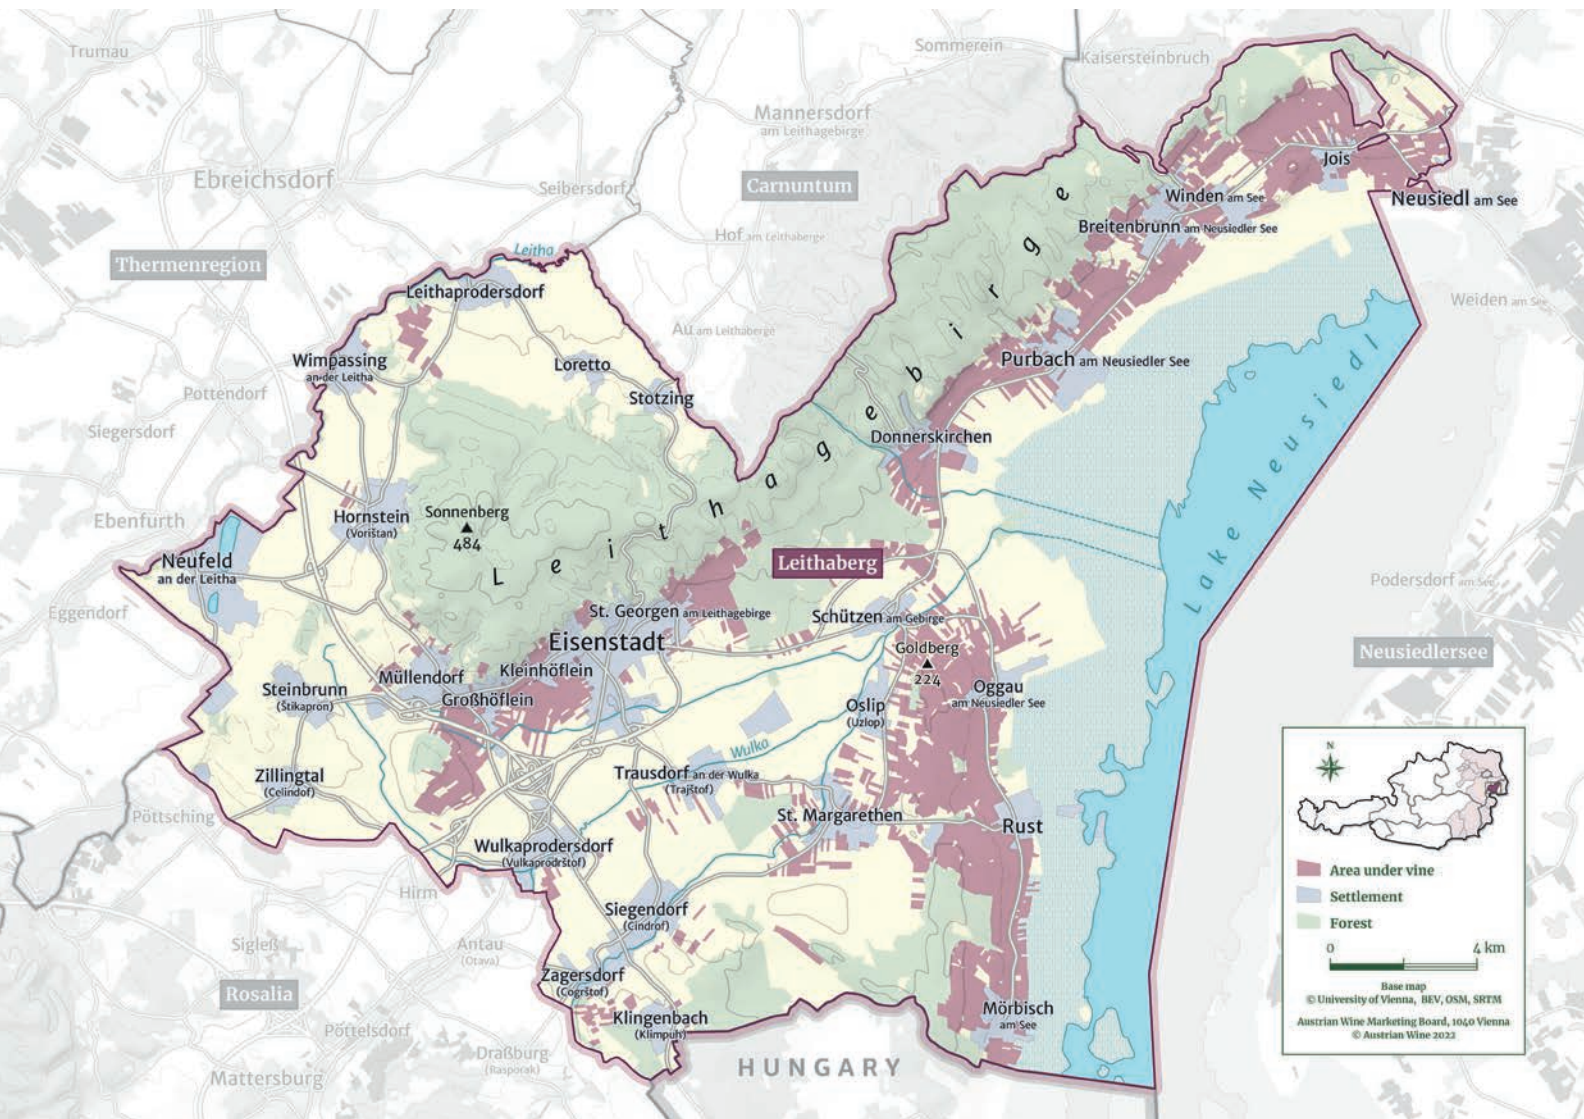 Trumau
Sommerein
Kaisersteinbruch
Mannersdorf
am Leithagebirge
Ebreichsdorf
Seibersdorf
Carnuntum
Jois
Winden am See
Neusiedl am See
Breitenbrunn am Neusiedler See
Hof am Leithaberge
Leitha
Thermenregion
Leithaprodersdorf
Weiden am See
Au am Leithaberge
Wimpassing
an der Leitha
Loretto
Purbach am Neusiedler See
Pottendorf
Stotzing
Siegersdorf
Donnerskirchen
Leithagebirge
Lake Neusiedl
Hornstein
(Vorištan)
Sonnenberg
484
Ebenfurth
Neufeld
an der Leitha
Leithaberg
Podersdorf am See
Eggendorf
St. Georgen am Leithagebirge
Schützen am Gebirge
Eisenstadt
Goldberg
224
Neusiedlersee
Kleinhöflein
Müllendorf
Großhöflein
Steinbrunn
(Štikapron)
Oggau
am Neusiedler See
Oslip
(Uzlop)
Wulka
Zillingtal
(Celindof)
Trausdorf an der Wulka
(Trajštof)
Pöttsching
St. Margarethen
Rust
Wulkaprodersdorf
(Vulkaprodrštof)
Hirm
Siegendorf
(Cindrof)
Sigleß
Antau
(Otava)
Zagersdorf
(Cogrštof)
Rosalia
Klingenbach
(Klimpuh)
Mörbisch
am See
Pöttelsdorf
Draßburg
(Rasporak)
Mattersburg
HUNGARY
N
Area under vine
Settlement
Forest
0 4 km
Base map
© University of Vienna, BEV, OSM, SRTM
Austrian Wine Marketing Board, 1040 Vienna
© Austrian Wine 2022